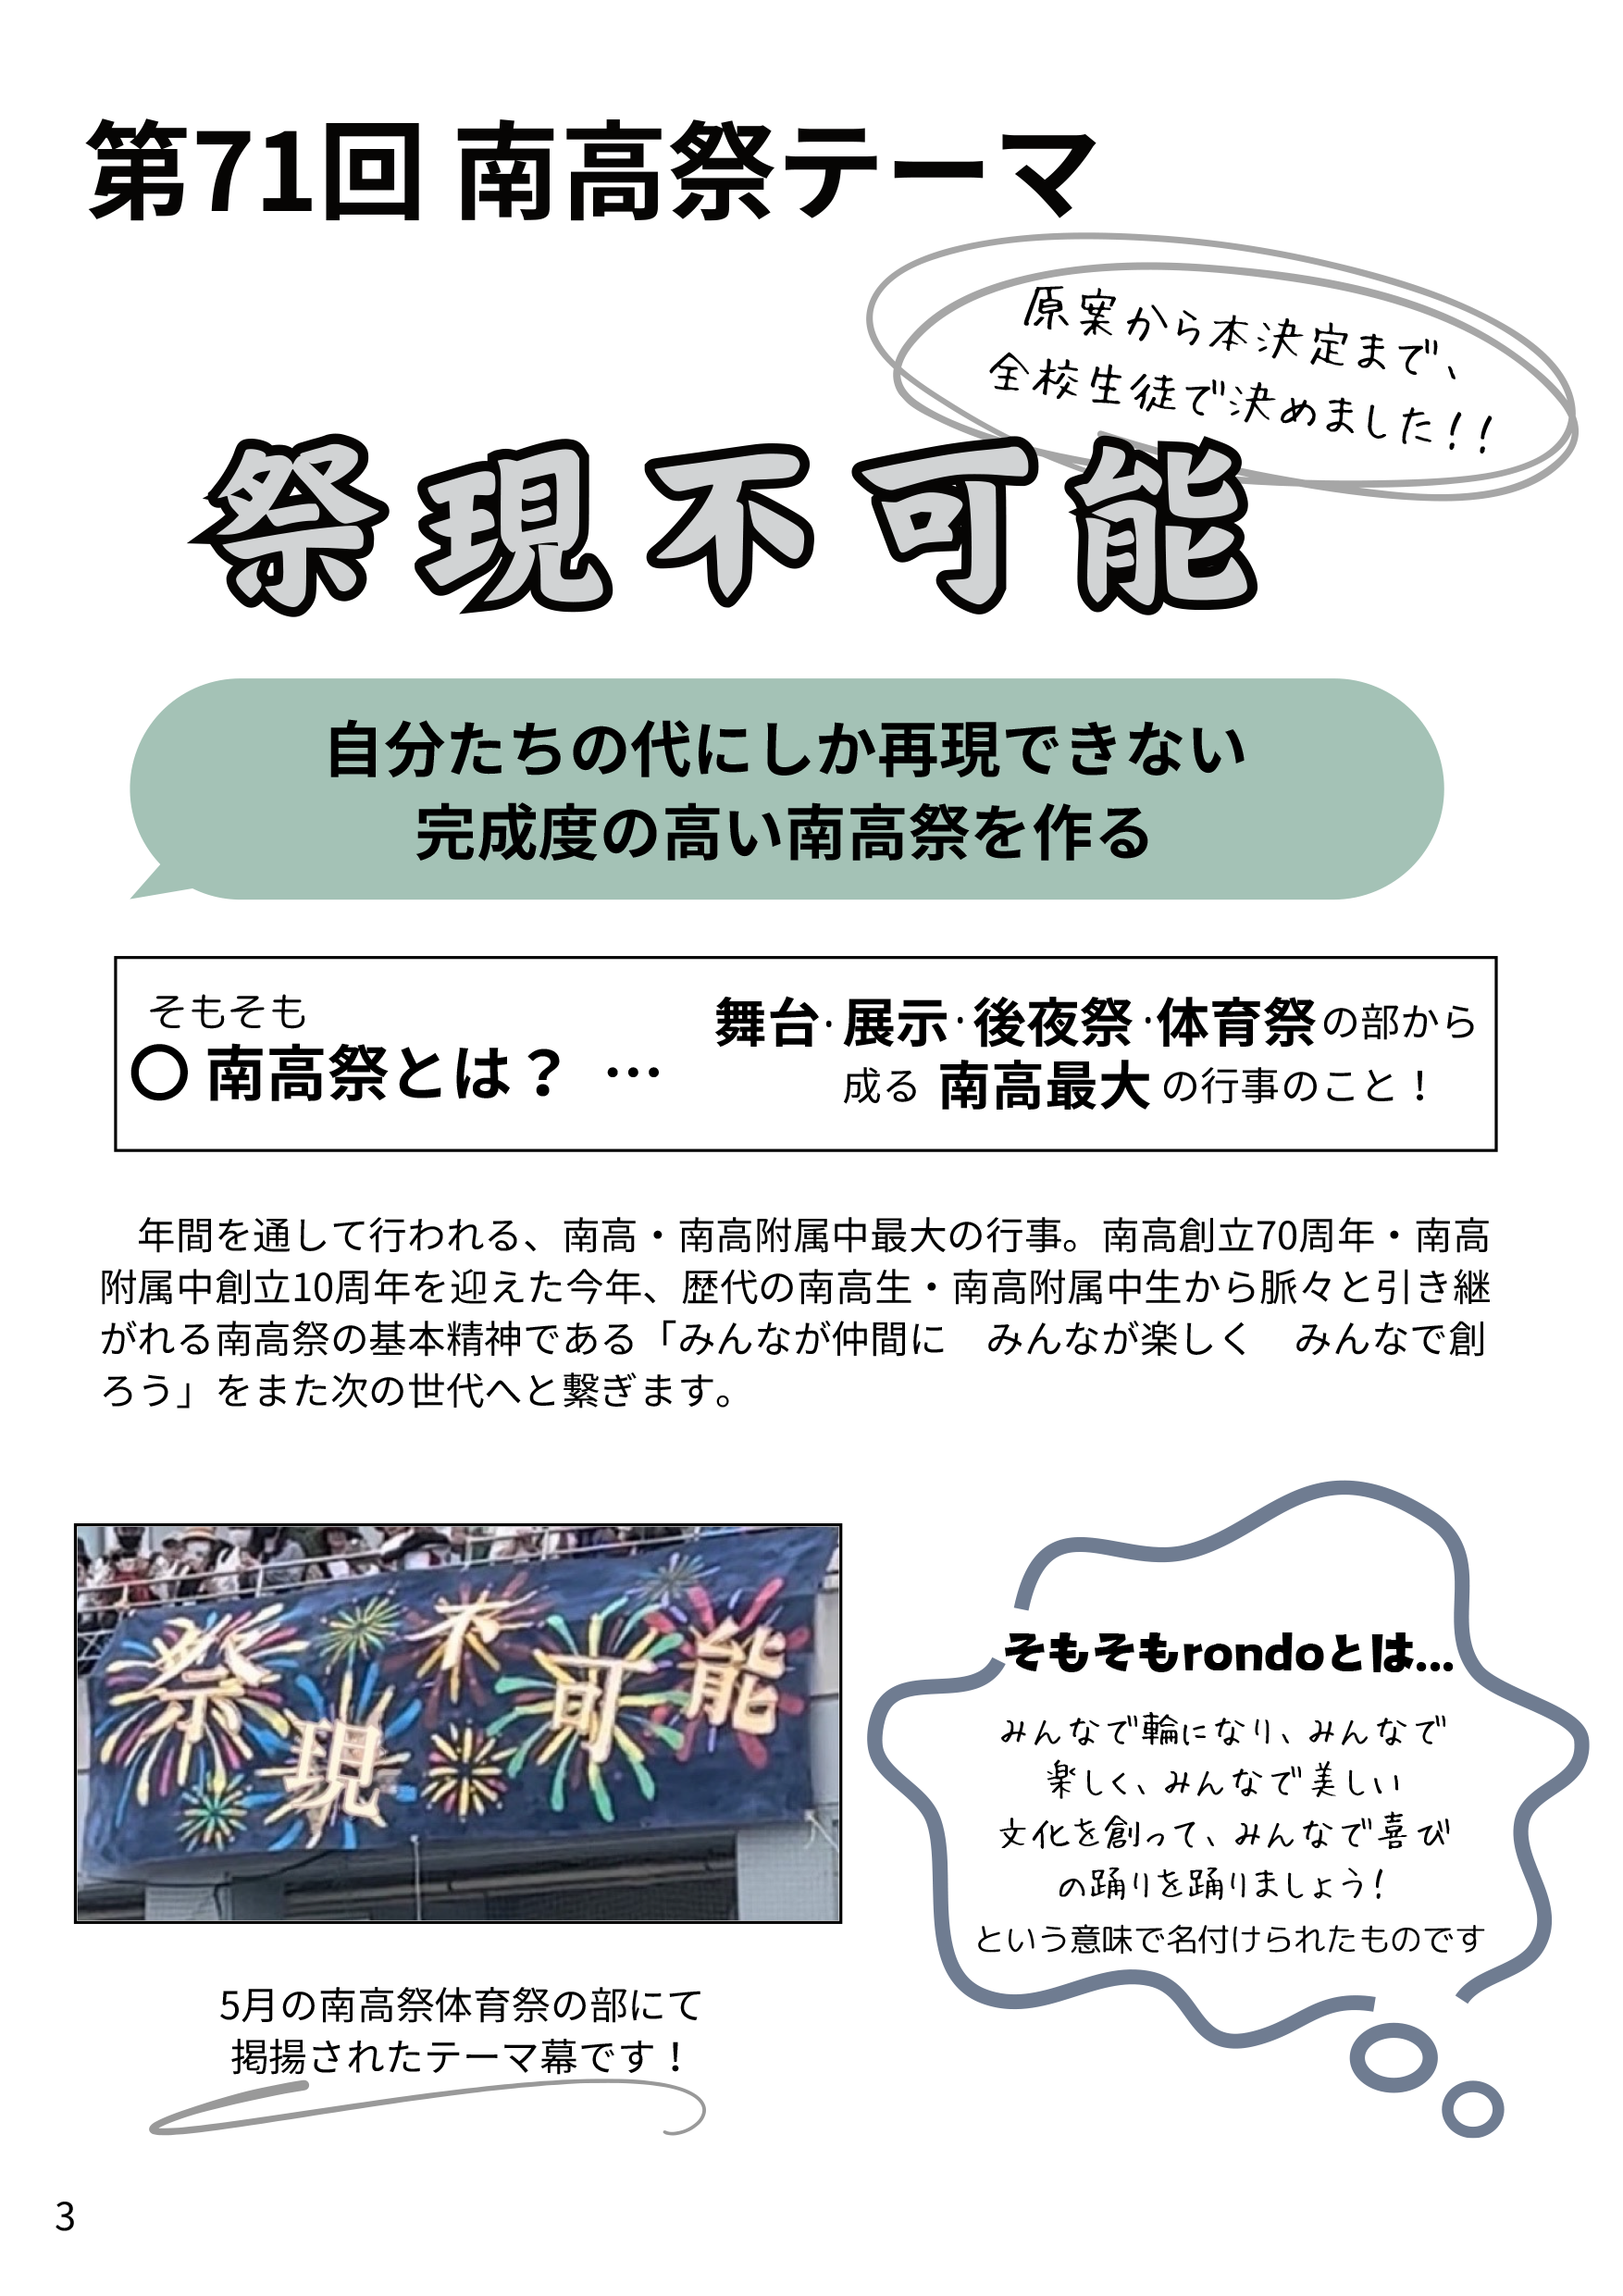 第71回 南高祭テーマ
原案から本決定まで、
全校生徒で決めました!!
祭現不可能
自分たちの代にしか再現できない
完成度の高い南高祭を作る
そもそも
〇 南高祭とは? …
舞台・展示・後夜祭・体育祭の部から
成る 南高最大の行事のこと!
年間を通して行われる、南高・南高附属中最大の行事。南高創立70周年・南高
附属中創立10周年を迎えた今年、歴代の南高生・南高附属中生から脈々と引き継
がれる南高祭の基本精神である「みんなが仲間に　みんなが楽しく　みんなで創
ろう」をまた次の世代へと繋ぎます。
祭現不可能
5月の南高祭体育祭の部にて
掲揚されたテーマ幕です!
そもそもrondoとは...
みんなで輪になり、みんなで
楽しく、みんなで美しい
文化を創って、みんなで喜び
の踊りを踊りましょう!
という意味で名付けられたものです
3